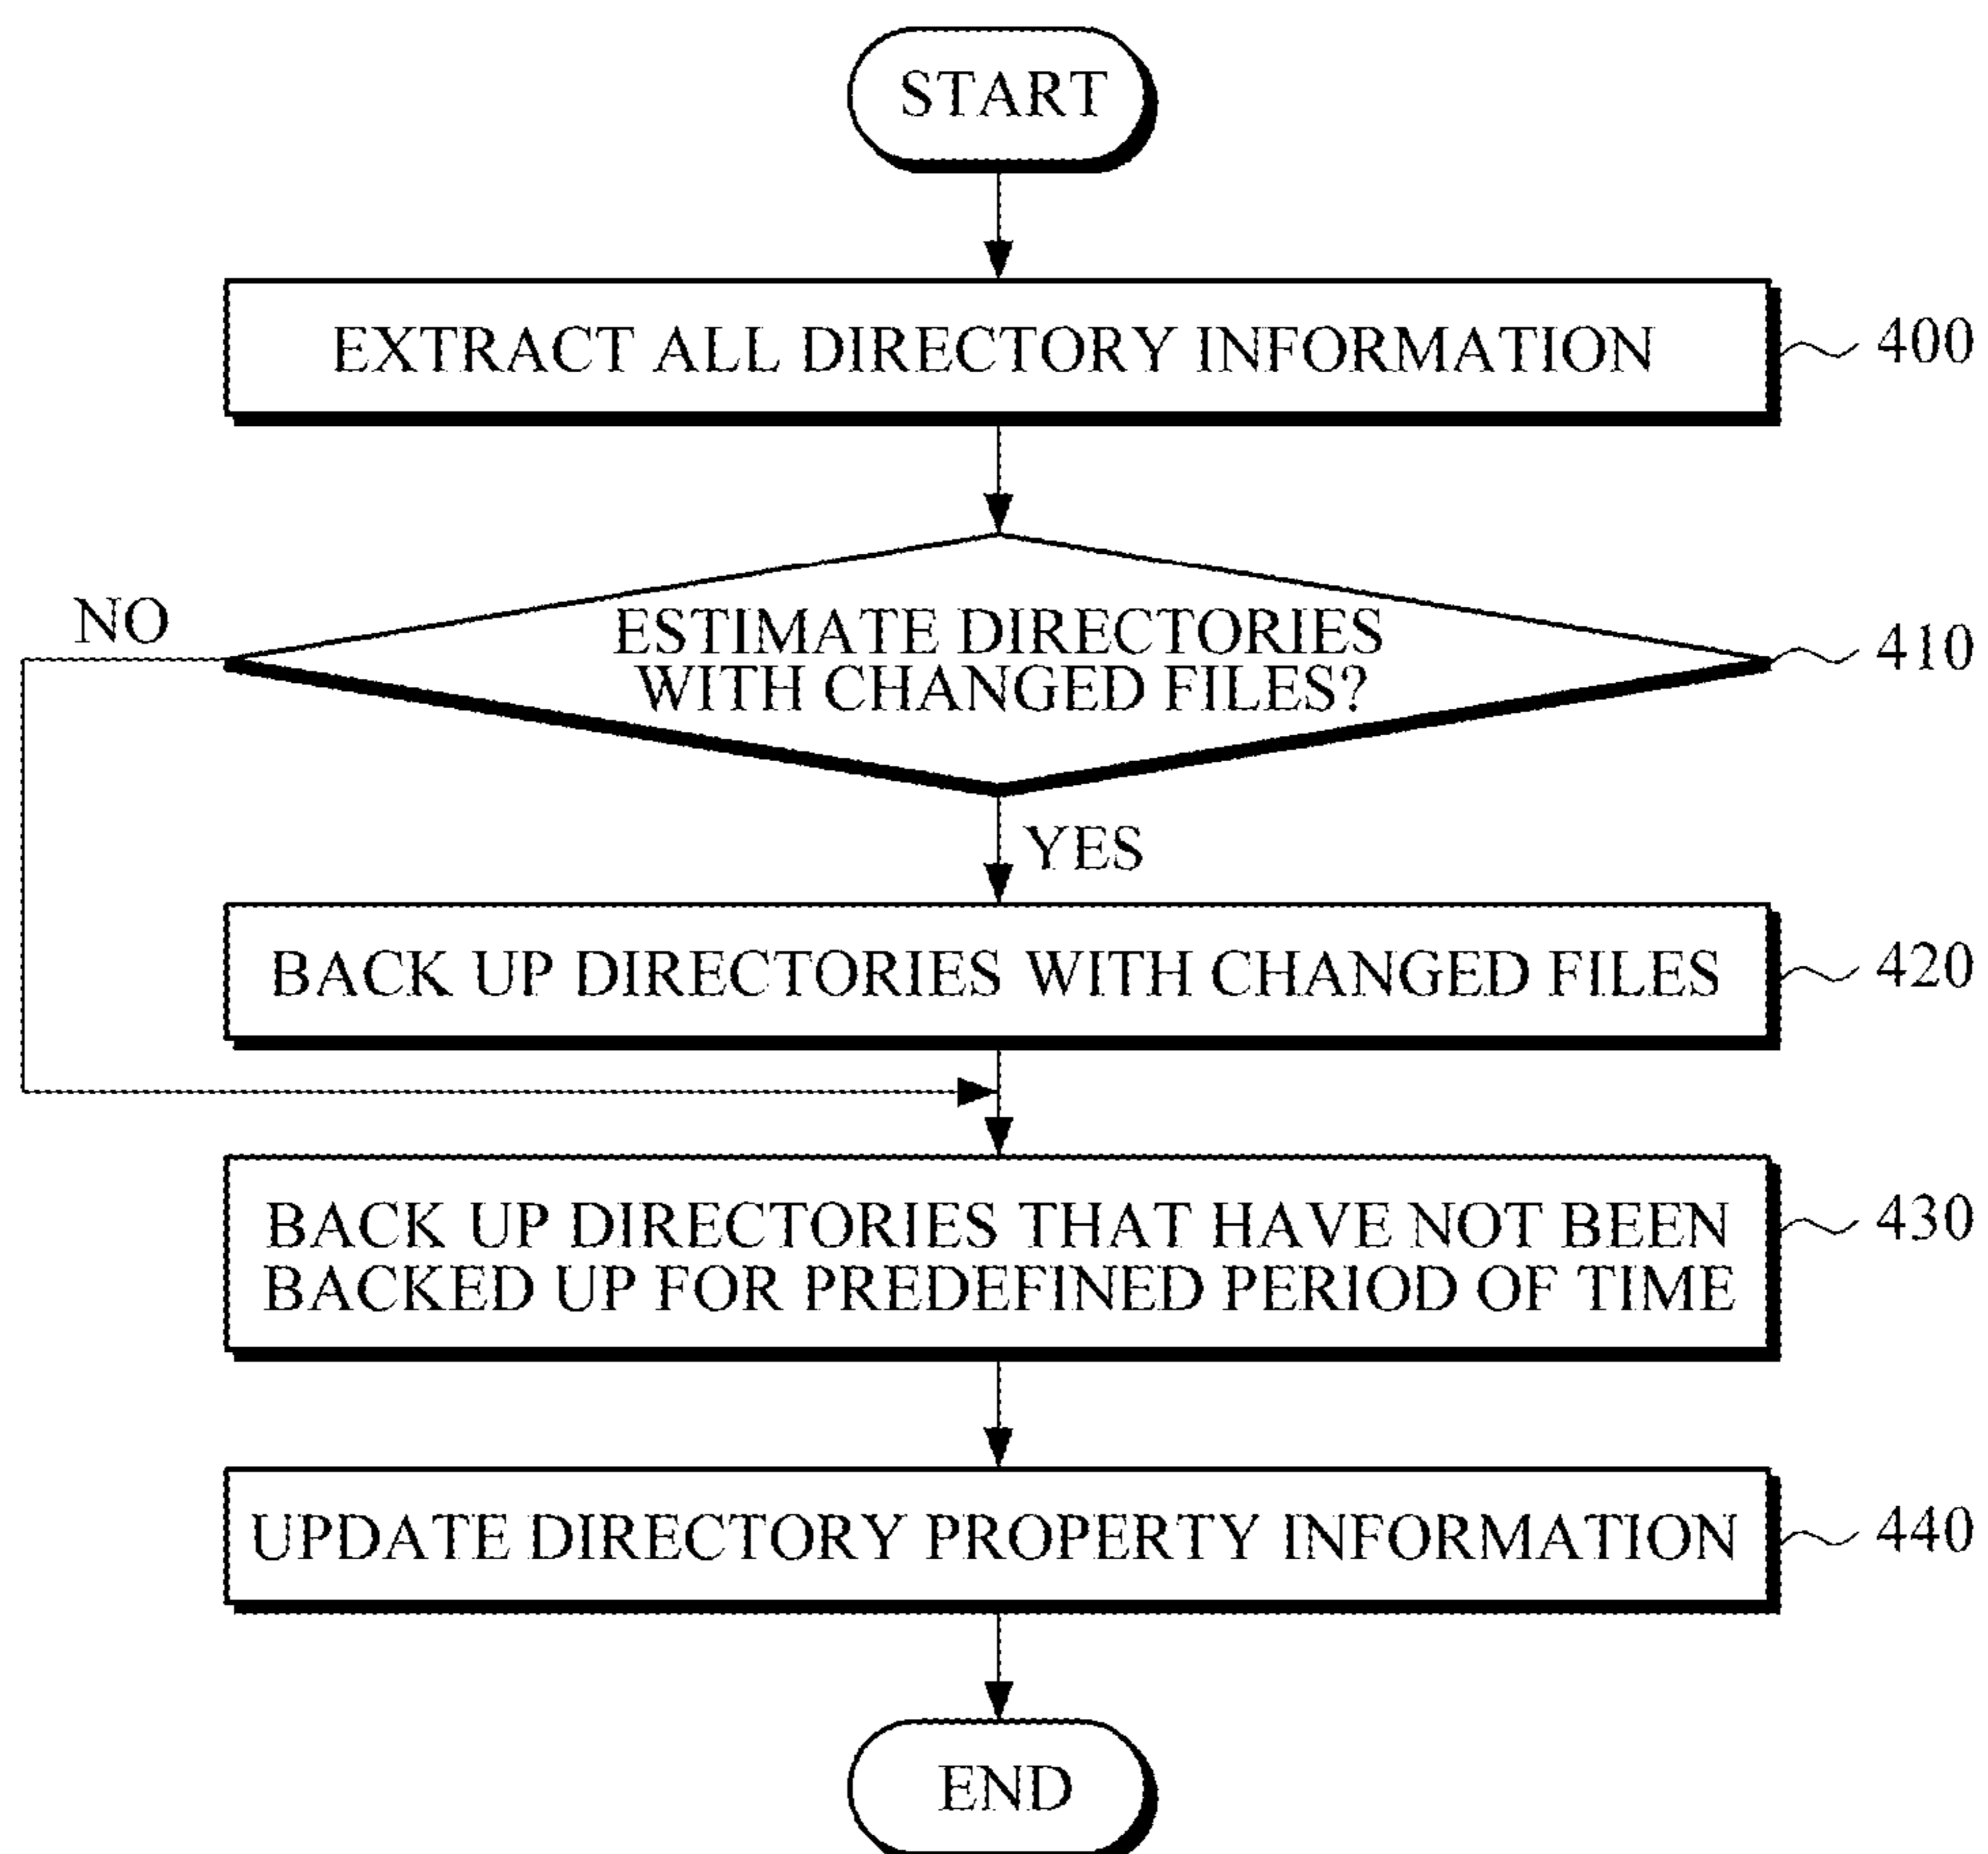 START
EXTRACT ALL DIRECTORY INFORMATION
400
NO
ESTIMATE DIRECTORIES
WITH CHANGED FILES?
410
YES
BACK UP DIRECTORIES WITH CHANGED FILES
420
BACK UP DIRECTORIES THAT HAVE NOT BEEN
BACKED UP FOR PREDEFINED PERIOD OF TIME
430
UPDATE DIRECTORY PROPERTY INFORMATION
440
END